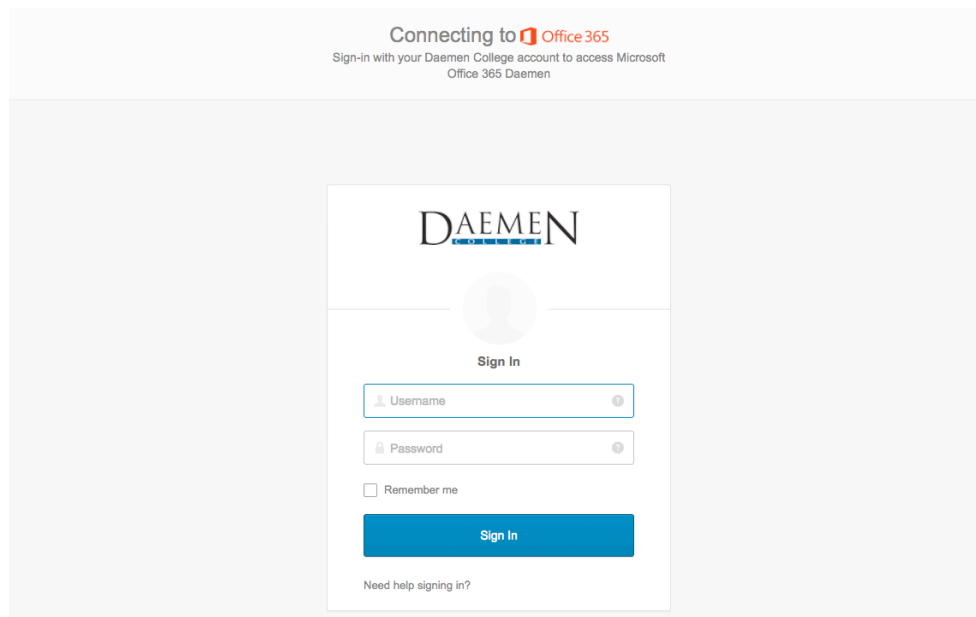 Connecting to Office 365
Sign-in with your Daemen College account to access Microsoft
Office 365 Daemen
DAEMEN
COLLEGE
Sign In
Username ?
Password ?
Remember me
Sign In
Need help signing in?